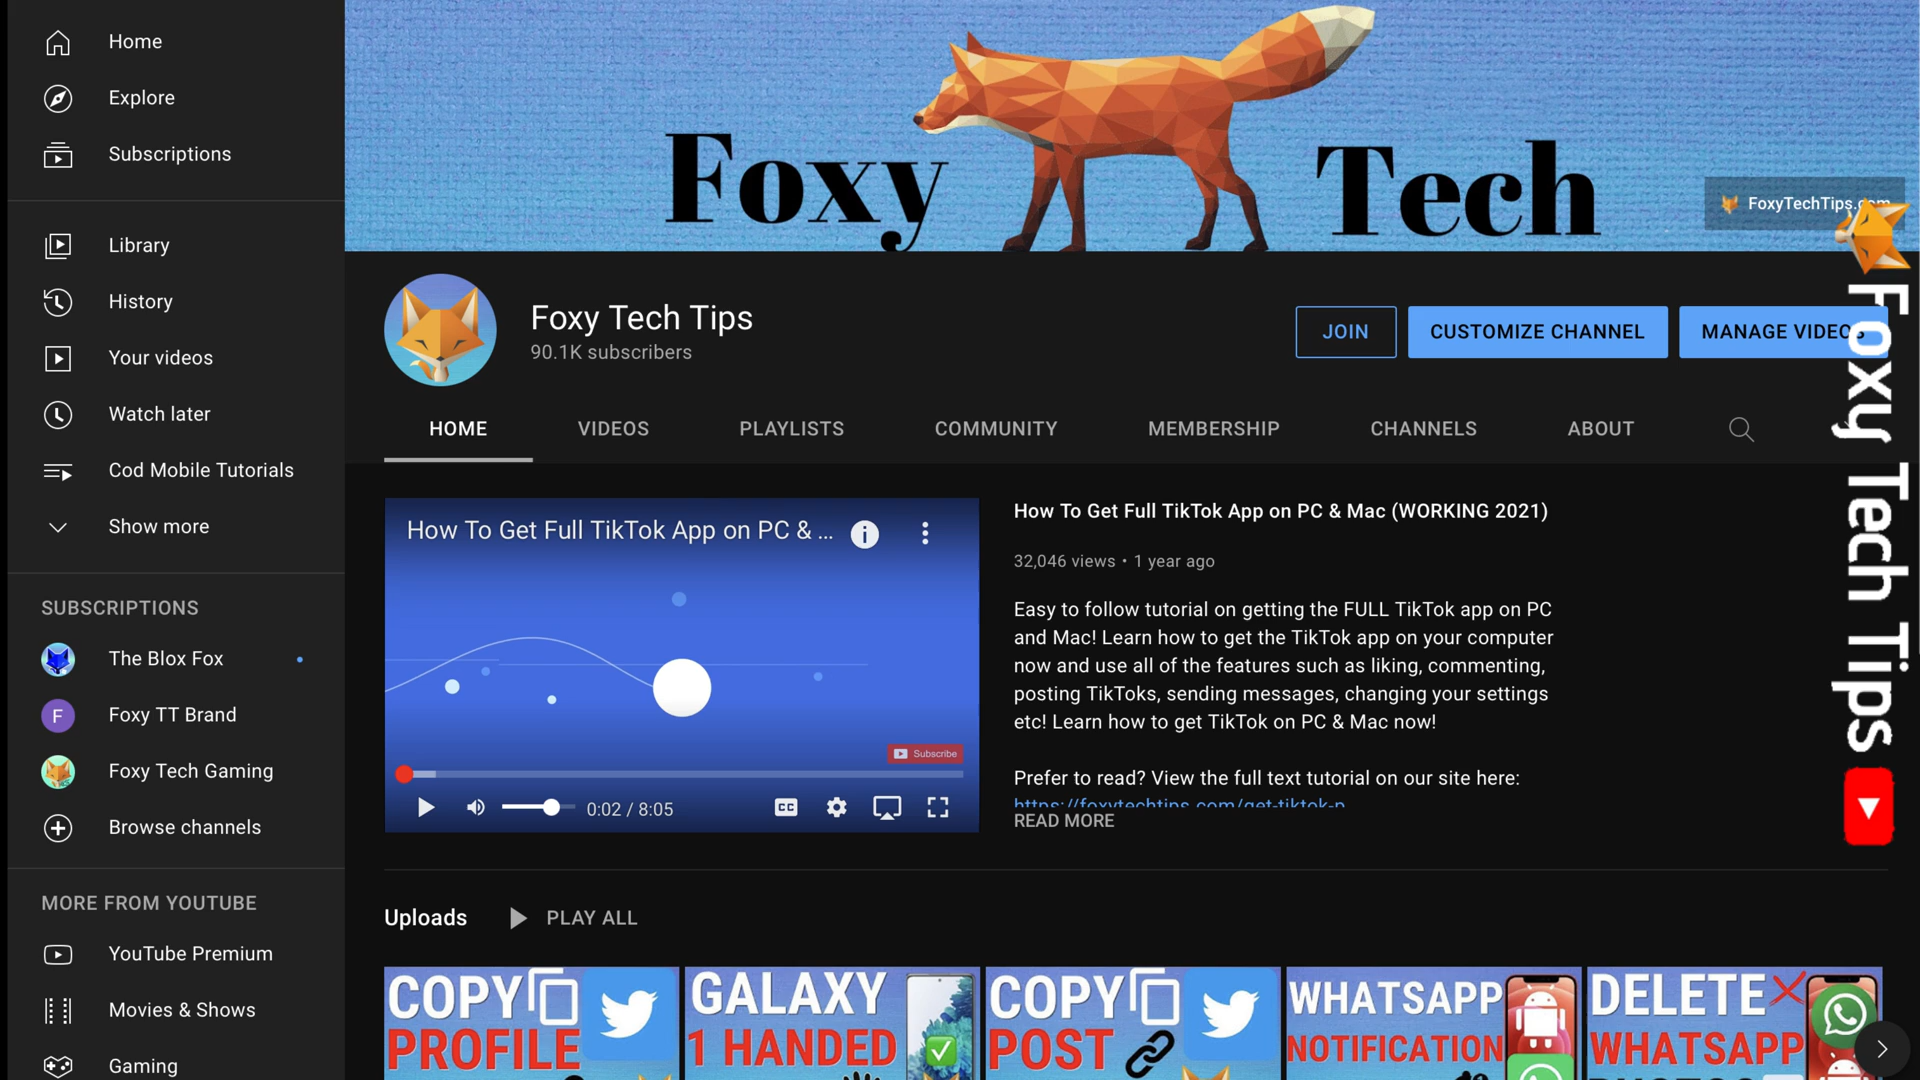 Home
Explore
Subscriptions
Library
History
Your videos
Watch later
Cod Mobile Tutorials
Show more
SUBSCRIPTIONS
The Blox Fox
F
Foxy TT Brand
Foxy Tech Gaming
Browse channels
MORE FROM YOUTUBE
YouTube Premium
Movies & Shows
Gaming
Foxy Tech
FoxyTechTips.com
Foxy Tech Tips
90.1K subscribers
JOIN
CUSTOMIZE CHANNEL
MANAGE VIDEOS
HOME
VIDEOS
PLAYLISTS
COMMUNITY
MEMBERSHIP
CHANNELS
ABOUT
How To Get Full TikTok App on PC & ...
Subscribe
0:02 / 8:05
CC
How To Get Full TikTok App on PC & Mac (WORKING 2021)
32,046 views • 1 year ago
Easy to follow tutorial on getting the FULL TikTok app on PC
and Mac! Learn how to get the TikTok app on your computer
now and use all of the features such as liking, commenting,
posting TikToks, sending messages, changing your settings
etc! Learn how to get TikTok on PC & Mac now!
Prefer to read? View the full text tutorial on our site here:
https://foxytechtips.com/get-tiktok-p
READ MORE
Uploads
PLAY ALL
COPY
PROFILE
GALAXY
1 HANDED
COPY
POST
WHATSAPP
NOTIFICATION
DELETE
WHATSAPP
Foxy Tech Tips